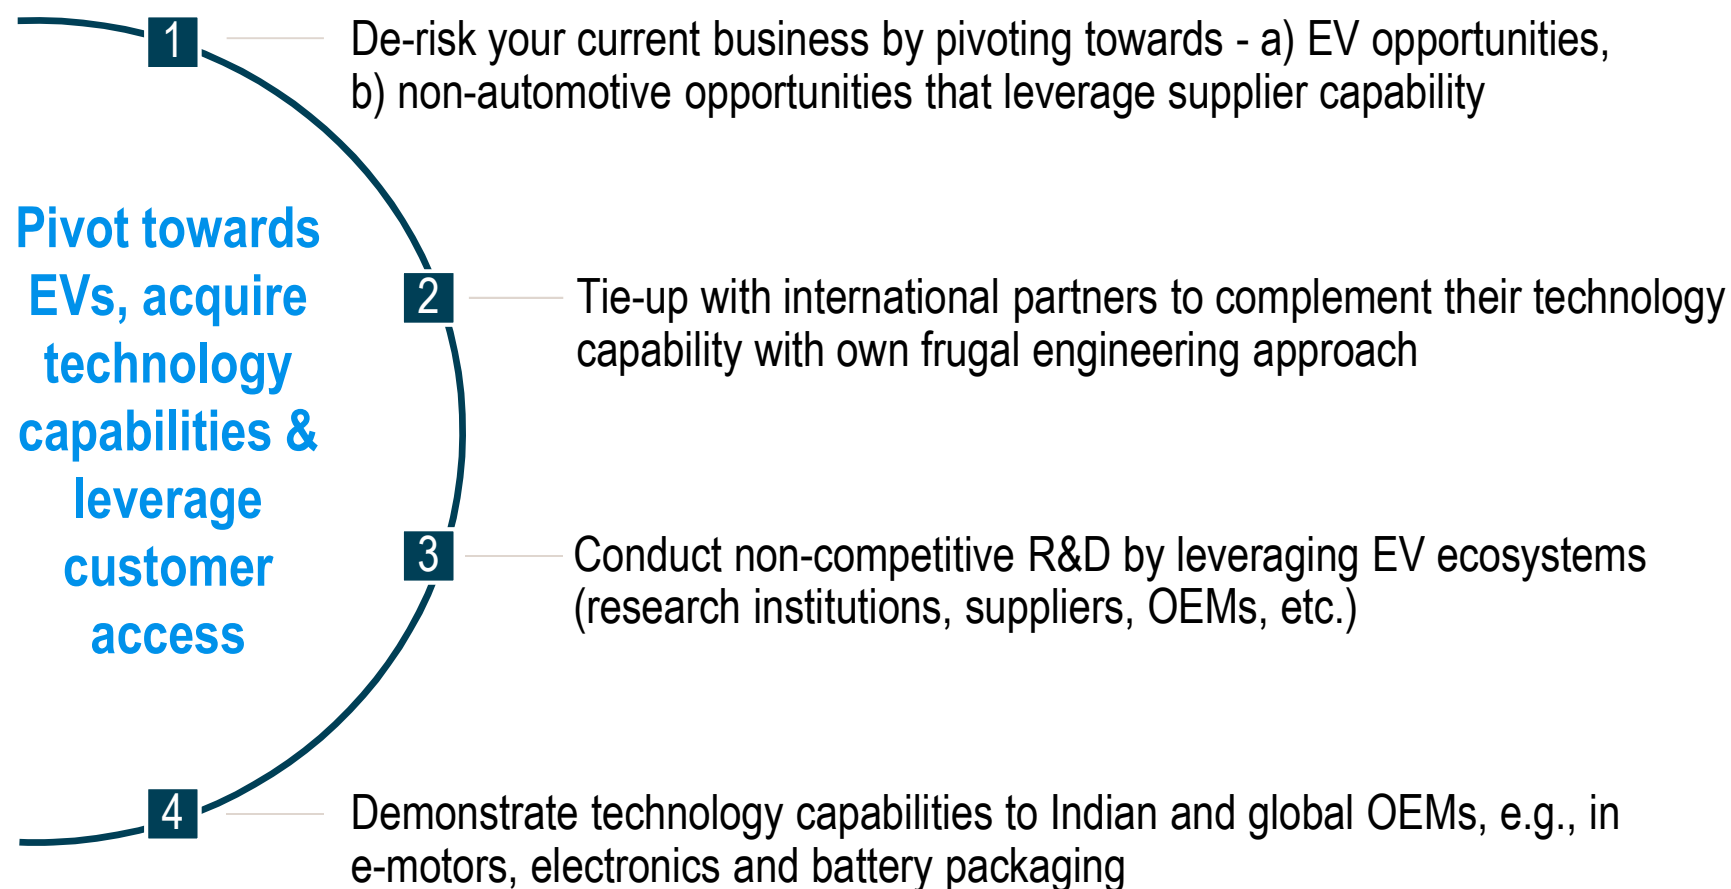 1
De-risk your current business by pivoting towards - a) EV opportunities,
b) non-automotive opportunities that leverage supplier capability
Pivot towards
EVs, acquire
technology
capabilities &
leverage
customer
access
2
Tie-up with international partners to complement their technology
capability with own frugal engineering approach
3
Conduct non-competitive R&D by leveraging EV ecosystems
(research institutions, suppliers, OEMs, etc.)
4
Demonstrate technology capabilities to Indian and global OEMs, e.g., in
e-motors, electronics and battery packaging